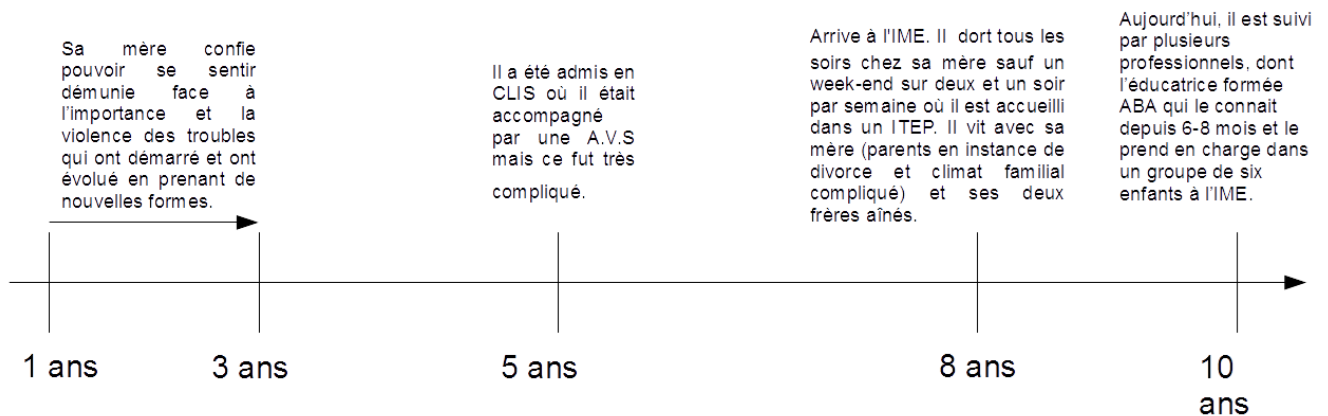 Sa mère confie
pouvoir se sentir
démunie face à
l'importance et la
violence des troubles
qui ont démarré et ont
évolué en prenant de
nouvelles formes.
Il a été admis en
CLIS où il était
accompagné
par une A.V.S
mais ce fut très
compliqué.
Arrive à l'IME. Il dort tous les
soirs chez sa mère sauf un
week-end sur deux et un soir
par semaine où il est accueilli
dans un ITEP. Il vit avec sa
mère (parents en instance de
divorce et climat familial
compliqué) et ses deux
frères aînés.
Aujourd'hui, il est suivi
par plusieurs
professionnels, dont
l'éducatrice formée
ABA qui le connait
depuis 6-8 mois et le
prend en charge dans
un groupe de six
enfants à l'IME.
1 ans
3 ans
5 ans
8 ans
10
ans